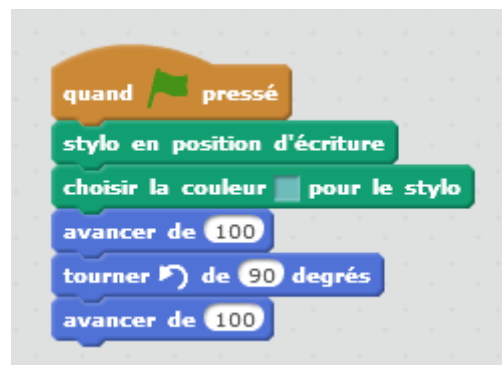 quand pressé
stylo en position d'écriture
choisir la couleur pour le stylo
avancer de 100
tourner de 90 degrés
avancer de 100